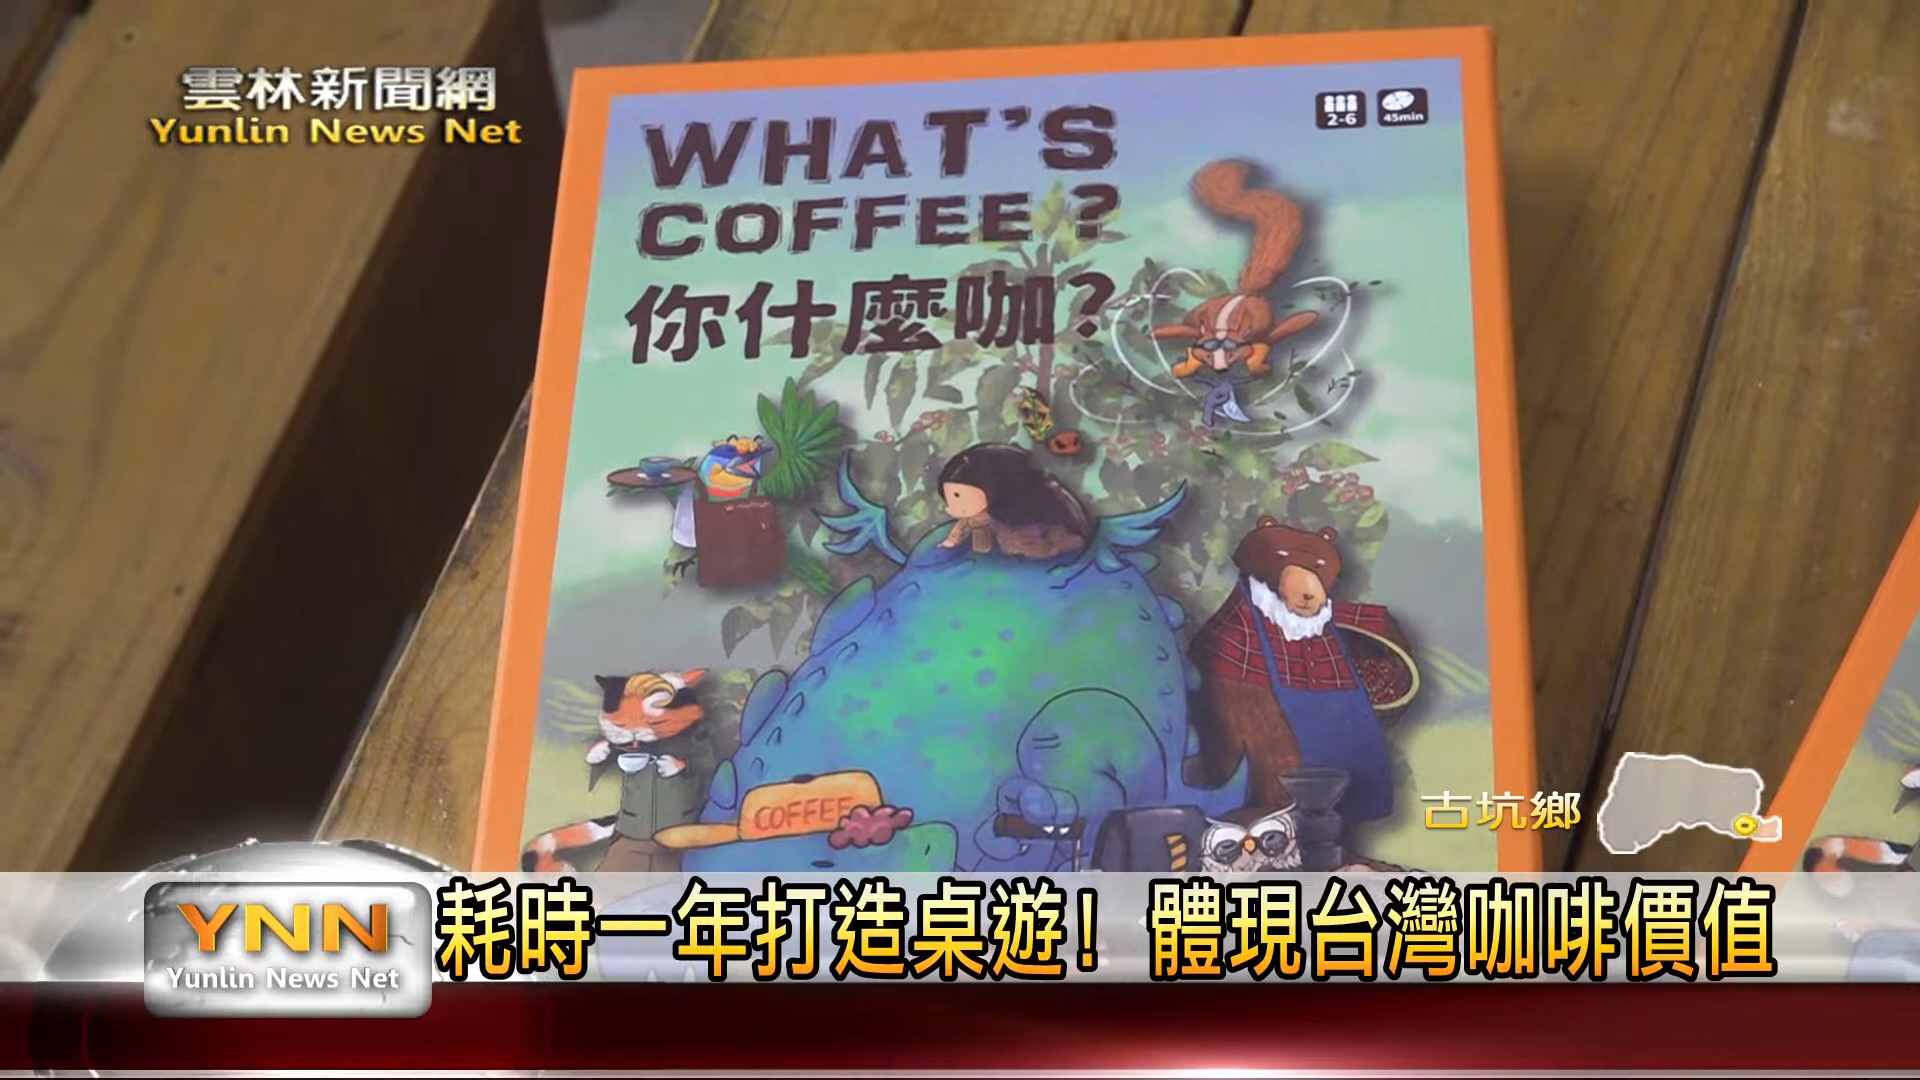 雲林新聞網
Yunlin News Net
WHAT'S
COFFEE?
你什麼咖?
2-6
45min
COFFEE
古坑鄉
YNN
Yunlin News Net
耗時一年打造桌遊! 體現台灣咖啡價值